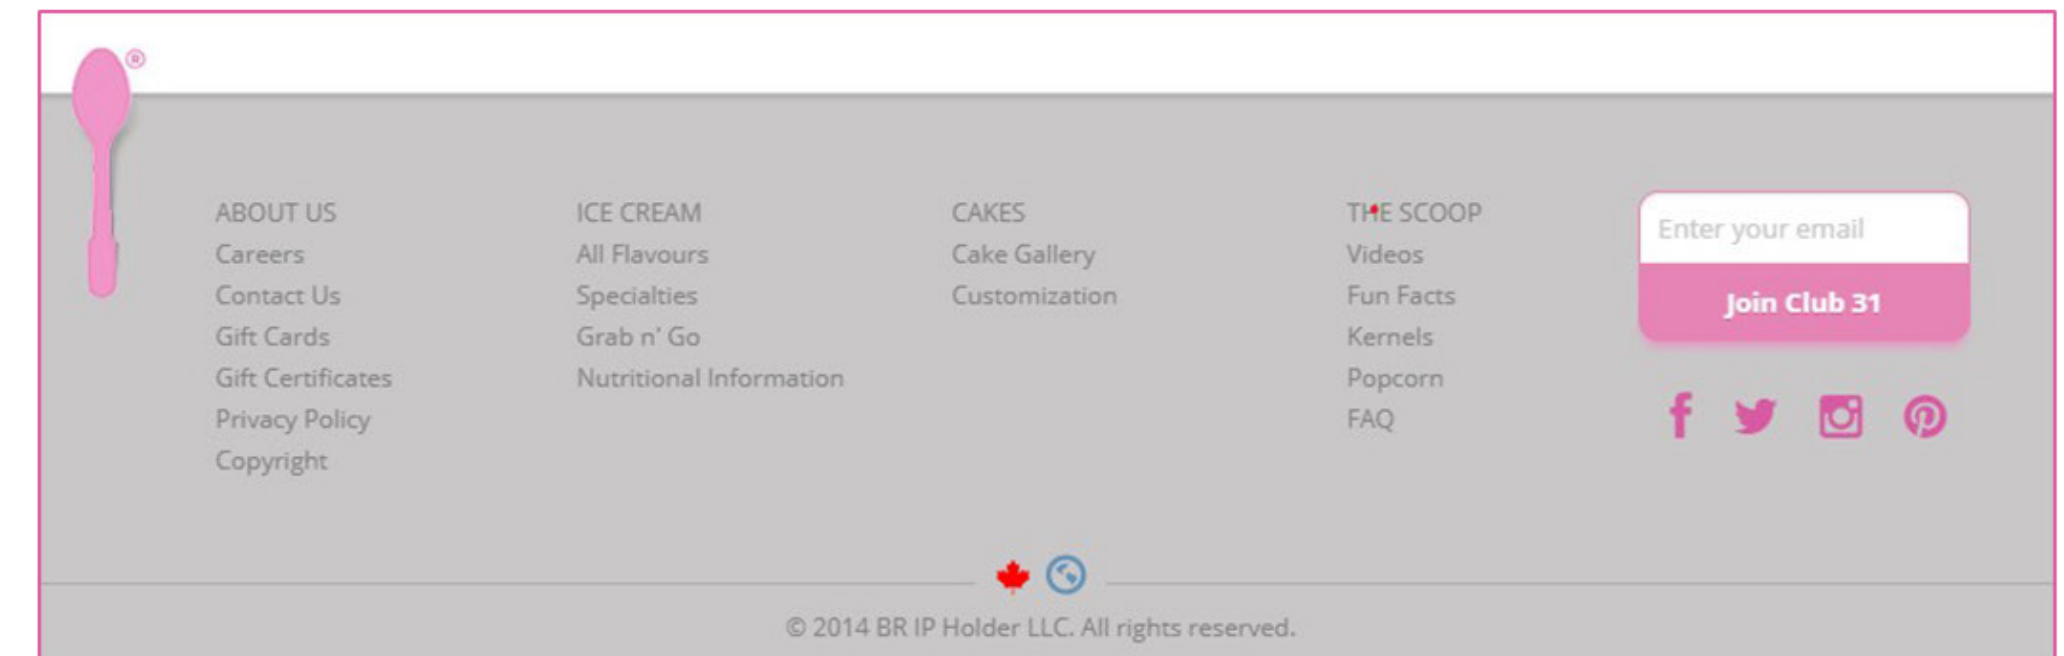 ®
ABOUT US
Careers
Contact Us
Gift Cards
Gift Certificates
Privacy Policy
Copyright
ICE CREAM
All Flavours
Specialties
Grab n' Go
Nutritional Information
CAKES
Cake Gallery
Customization
THE SCOOP
Videos
Fun Facts
Kernels
Popcorn
FAQ
Enter your email
Join Club 31
© 2014 BR IP Holder LLC. All rights reserved.